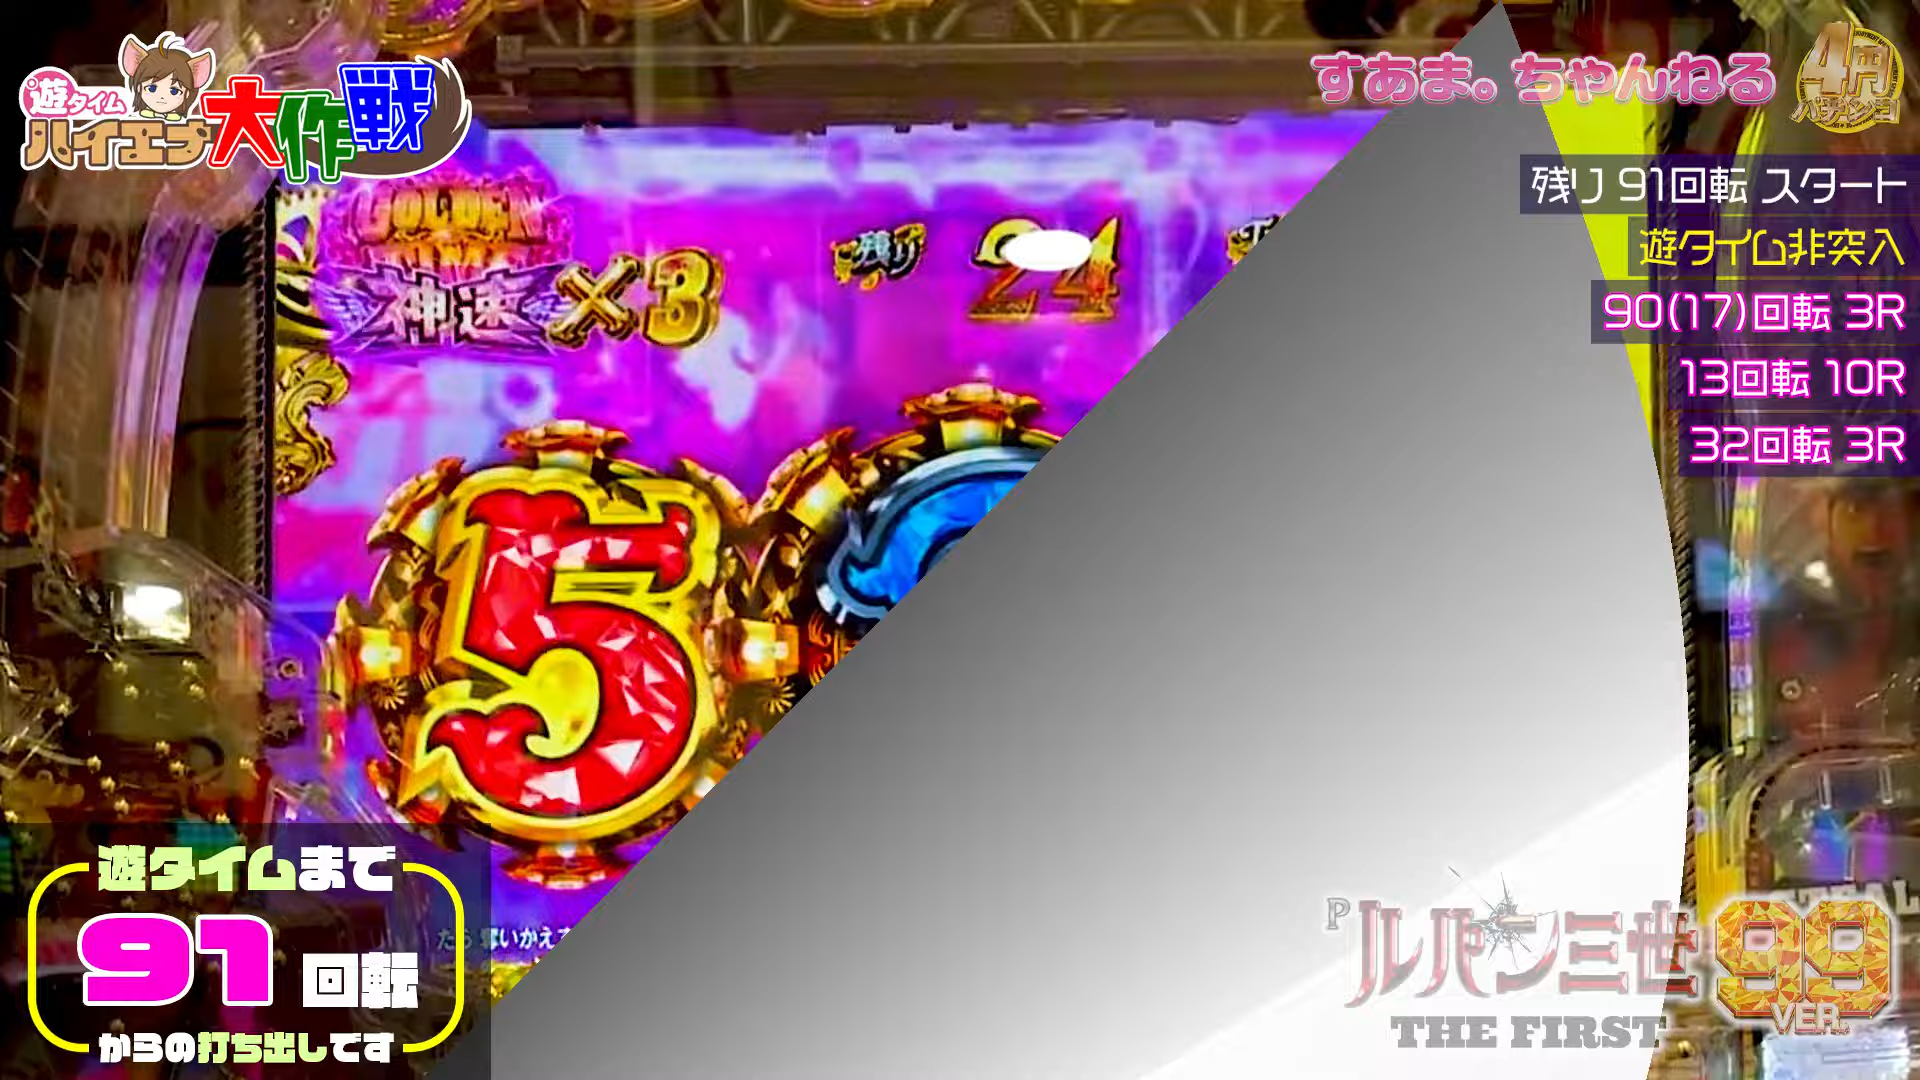 遊タイム
ハイエナ大作戦
すあま。ちゃんねる
4円
パチンコ
残り 91回転 スタート
遊タイム非突入
90(17)回転 3R
13回転 10R
32回転 3R
GOLDEN
TIME
神速×3
残り 24
5
遊タイムまで
91回転
からの打ち出しです
P ルパン三世 99 VER.
THE FIRST